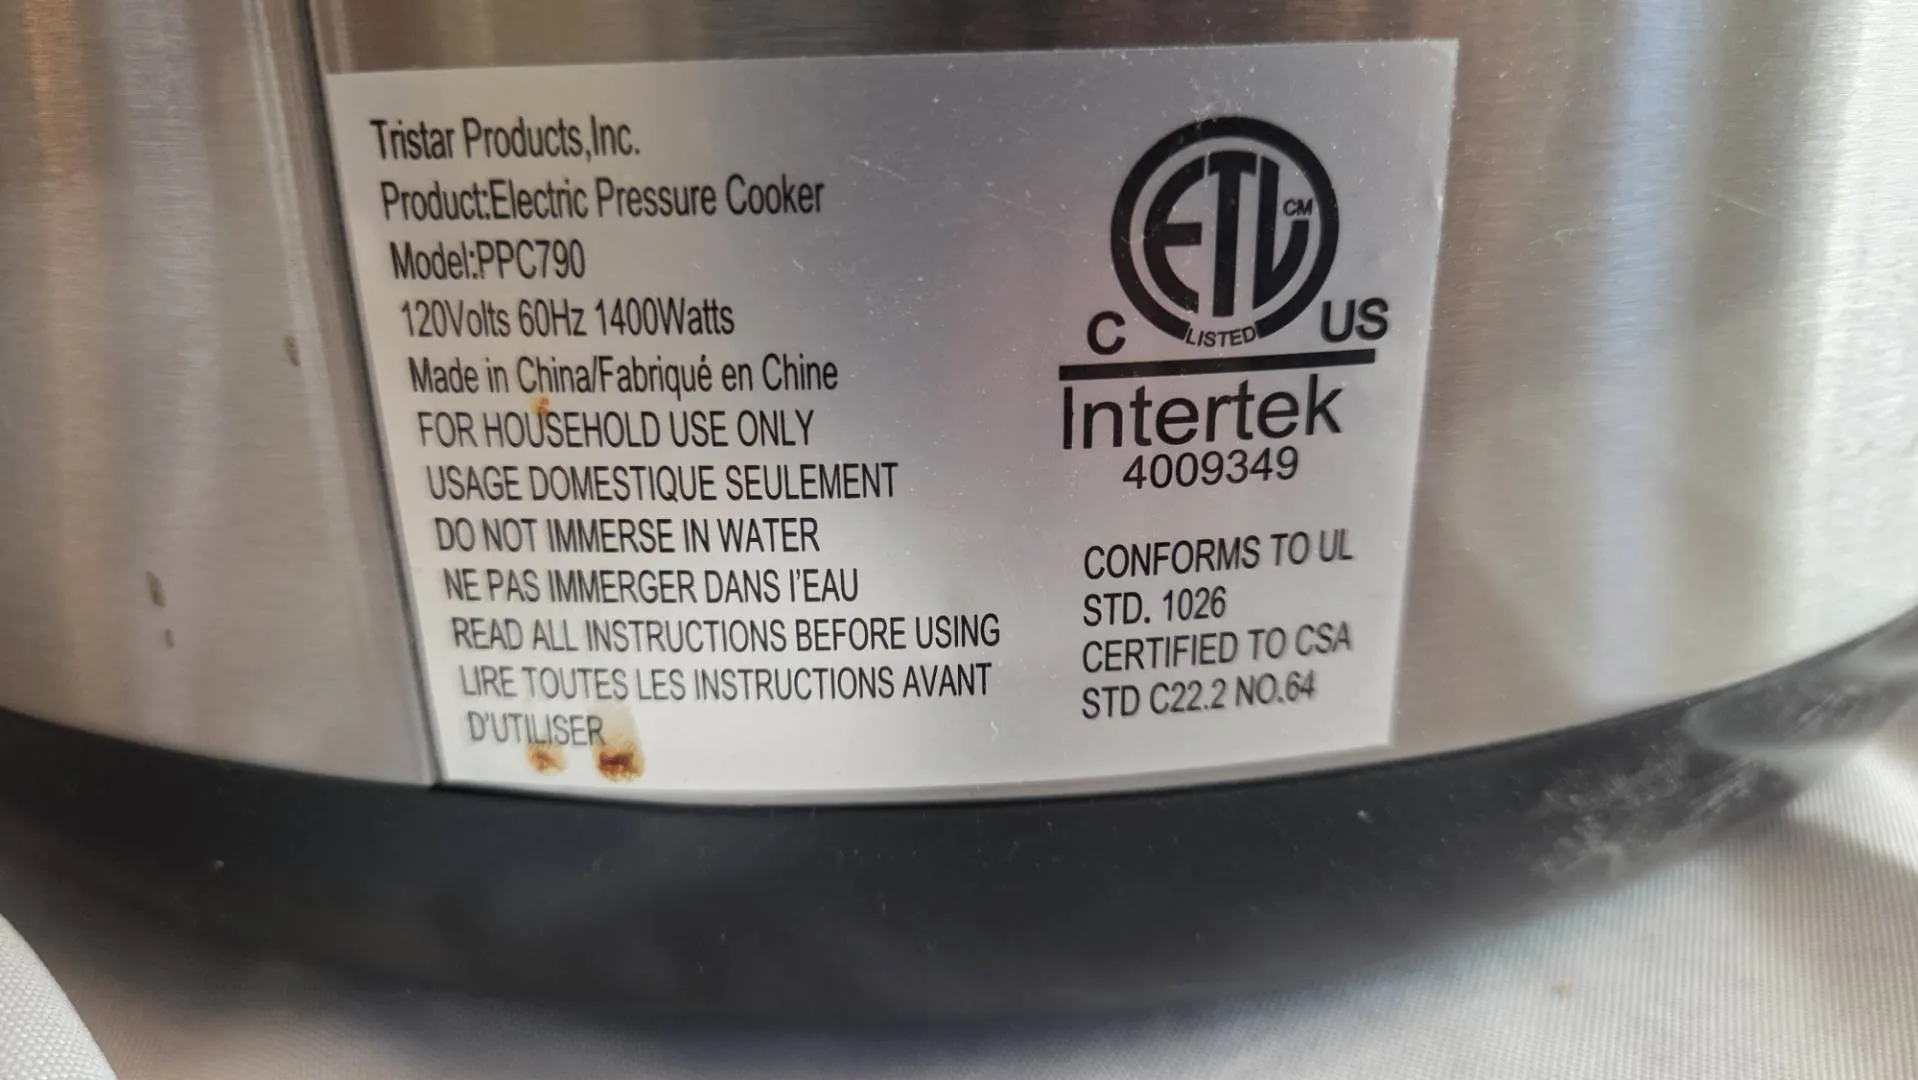 Tristar Products,Inc.
Product:Electric Pressure Cooker
Model:PPC790
120Volts 60Hz 1400Watts
Made in China/Fabriqué en Chine
FOR HOUSEHOLD USE ONLY
USAGE DOMESTIQUE SEULEMENT
DO NOT IMMERSE IN WATER
NE PAS IMMERGER DANS l'EAU
READ ALL INSTRUCTIONS BEFORE USING
LIRE TOUTES LES INSTRUCTIONS AVANT
D'UTILISER
ETL CM
C LISTED US
Intertek
4009349
CONFORMS TO UL
STD. 1026
CERTIFIED TO CSA
STD C22.2 NO.64